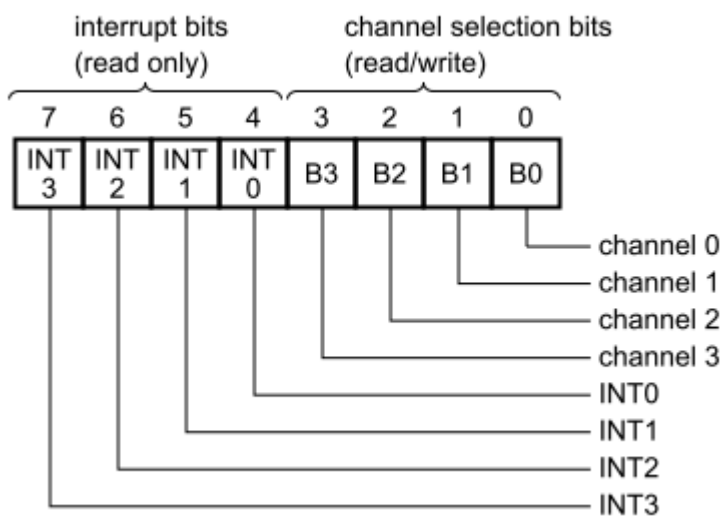 interrupt bits channel selection bits
(read only) (read/write)
7 6 5 4 3 2 1 0
INT 3 INT 2 INT 1 INT 0 B3 B2 B1 B0
channel 0
channel 1
channel 2
channel 3
INT0
INT1
INT2
INT3